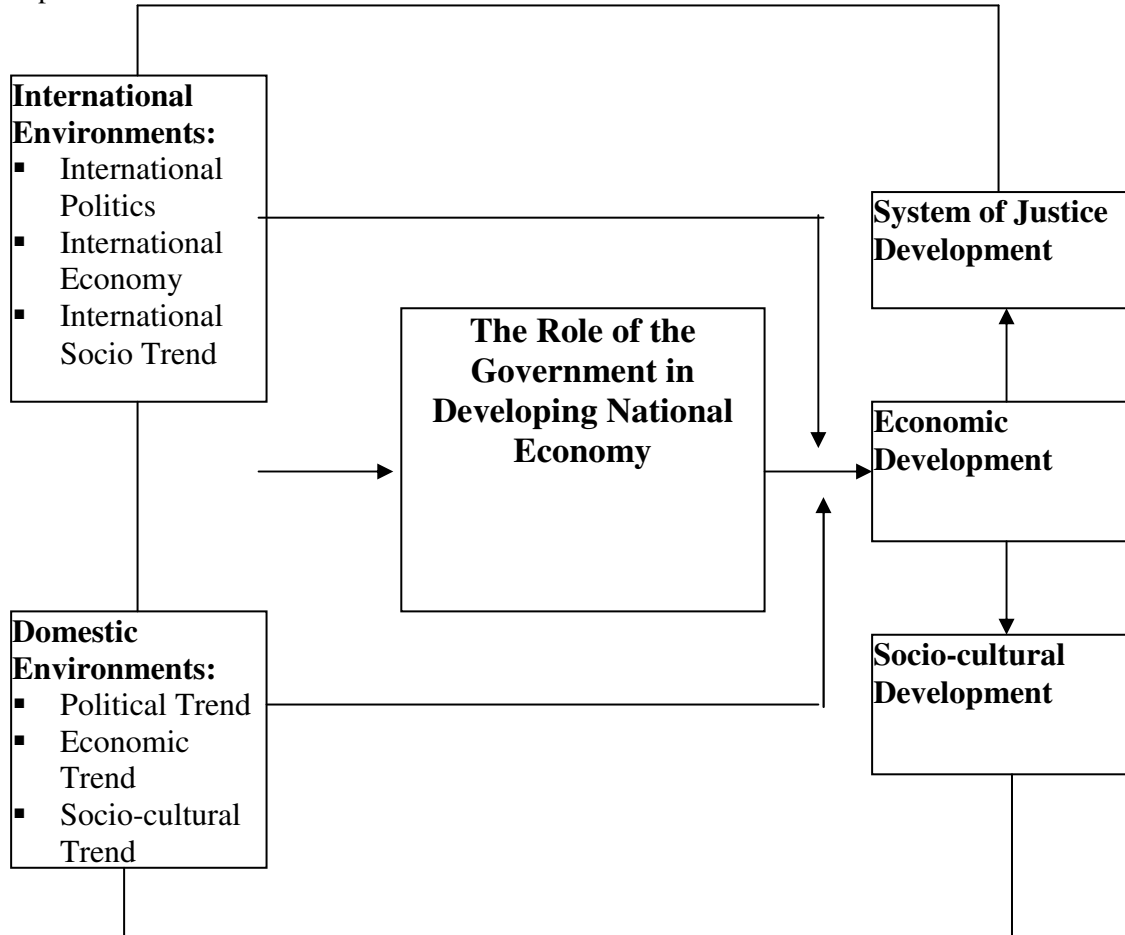 International
Environments:
▪ International
Politics
▪ International
Economy
▪ International
Socio Trend
The Role of the
Government in
Developing National
Economy
System of Justice
Development
Economic
Development
Domestic
Environments:
▪ Political Trend
▪ Economic
Trend
▪ Socio-cultural
Trend
Socio-cultural
Development